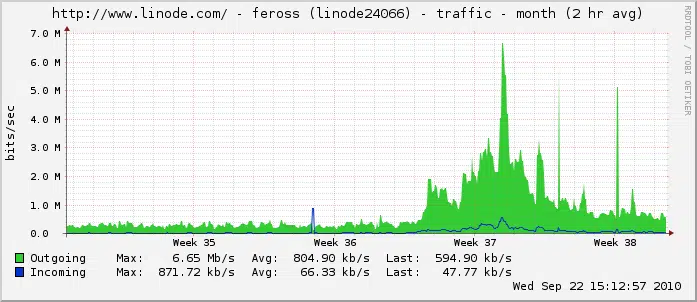 http://www.linode.com/ - feross (linode24066) - traffic - month (2 hr avg)
RRDTOOL / TOBI OETIKER
bits/sec
7.0 M
6.0 M
5.0 M
4.0 M
3.0 M
2.0 M
1.0 M
0.0
Week 35 Week 36 Week 37 Week 38
Outgoing Max: 6.65 Mb/s Avg: 804.90 kb/s Last: 594.90 kb/s
Incoming Max: 871.72 kb/s Avg: 66.33 kb/s Last: 47.77 kb/s
Wed Sep 22 15:12:57 2010